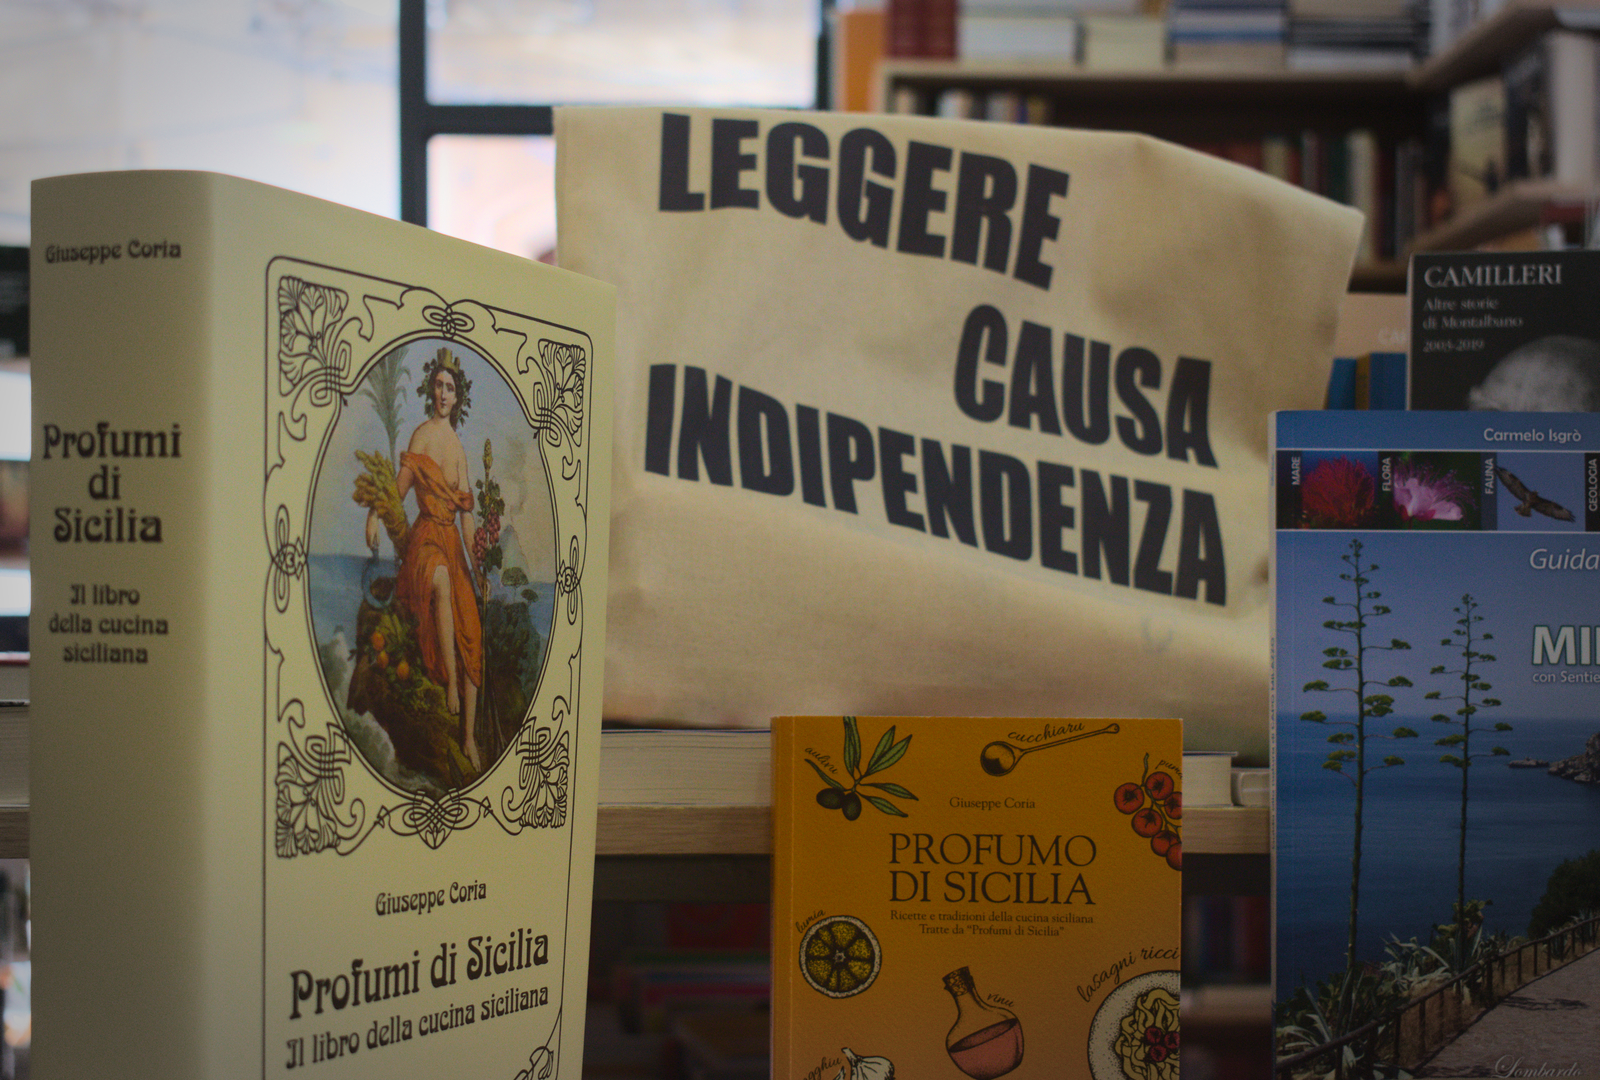 Giuseppe Coria
Profumi
di
Sicilia
Il libro
della cucina
siciliana
Giuseppe Coria
Profumi di Sicilia
Il libro della cucina siciliana
LEGGERE
CAUSA
INDIPENDENZA
aulivi
cucchiaru
Giuseppe Coria
PROFUMO
DI SICILIA
Ricette e tradizioni della cucina siciliana
Tratte da "Profumi di Sicilia"
lumia
vinu
lasagni ricci
CAMILLERI
Altre storie
di Montalbano
2003-2019
Carmelo Isgrò
MARE
FLORA
FAUNA
GEOLOGIA
Guida
MI
con Sentie
Lombardo